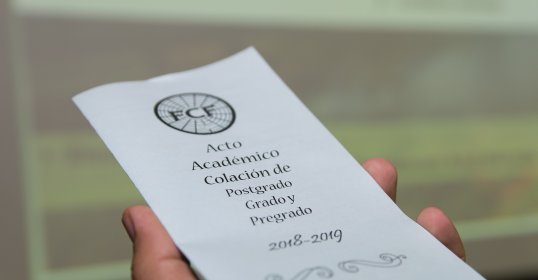 FCF
Acto
Académico
Colación de
Postgrado
Grado y
Pregrado
2018-2019